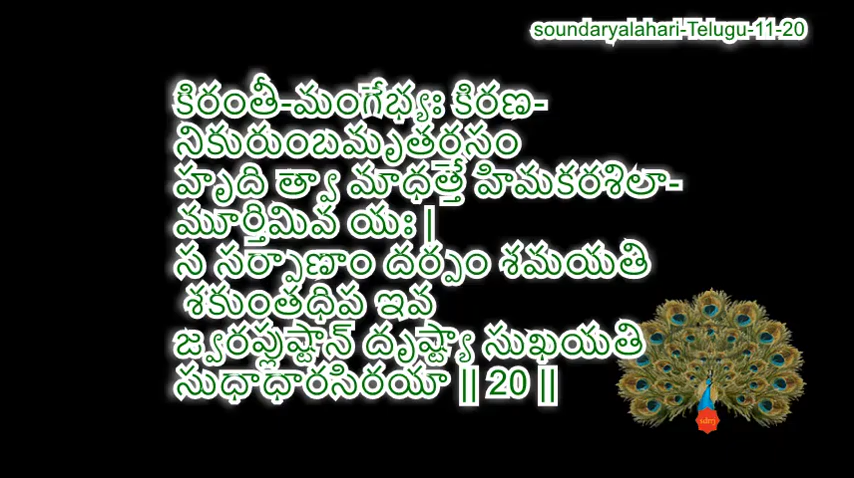 soundaryalahari-Telugu-11-20
కిరంతీ-మంగేభ్యః కిరణ-
నికురుంబమృతరసం
హృది త్వా మాధత్తే హిమకరశిలా-
మూర్తిమివ యః |
స సర్పాణాం దర్పం శమయతి
శకుంతధిప ఇవ
జ్వరప్లుష్టాన్ దృష్ట్యా సుఖయతి
సుధాధారసిరయా || 20 ||